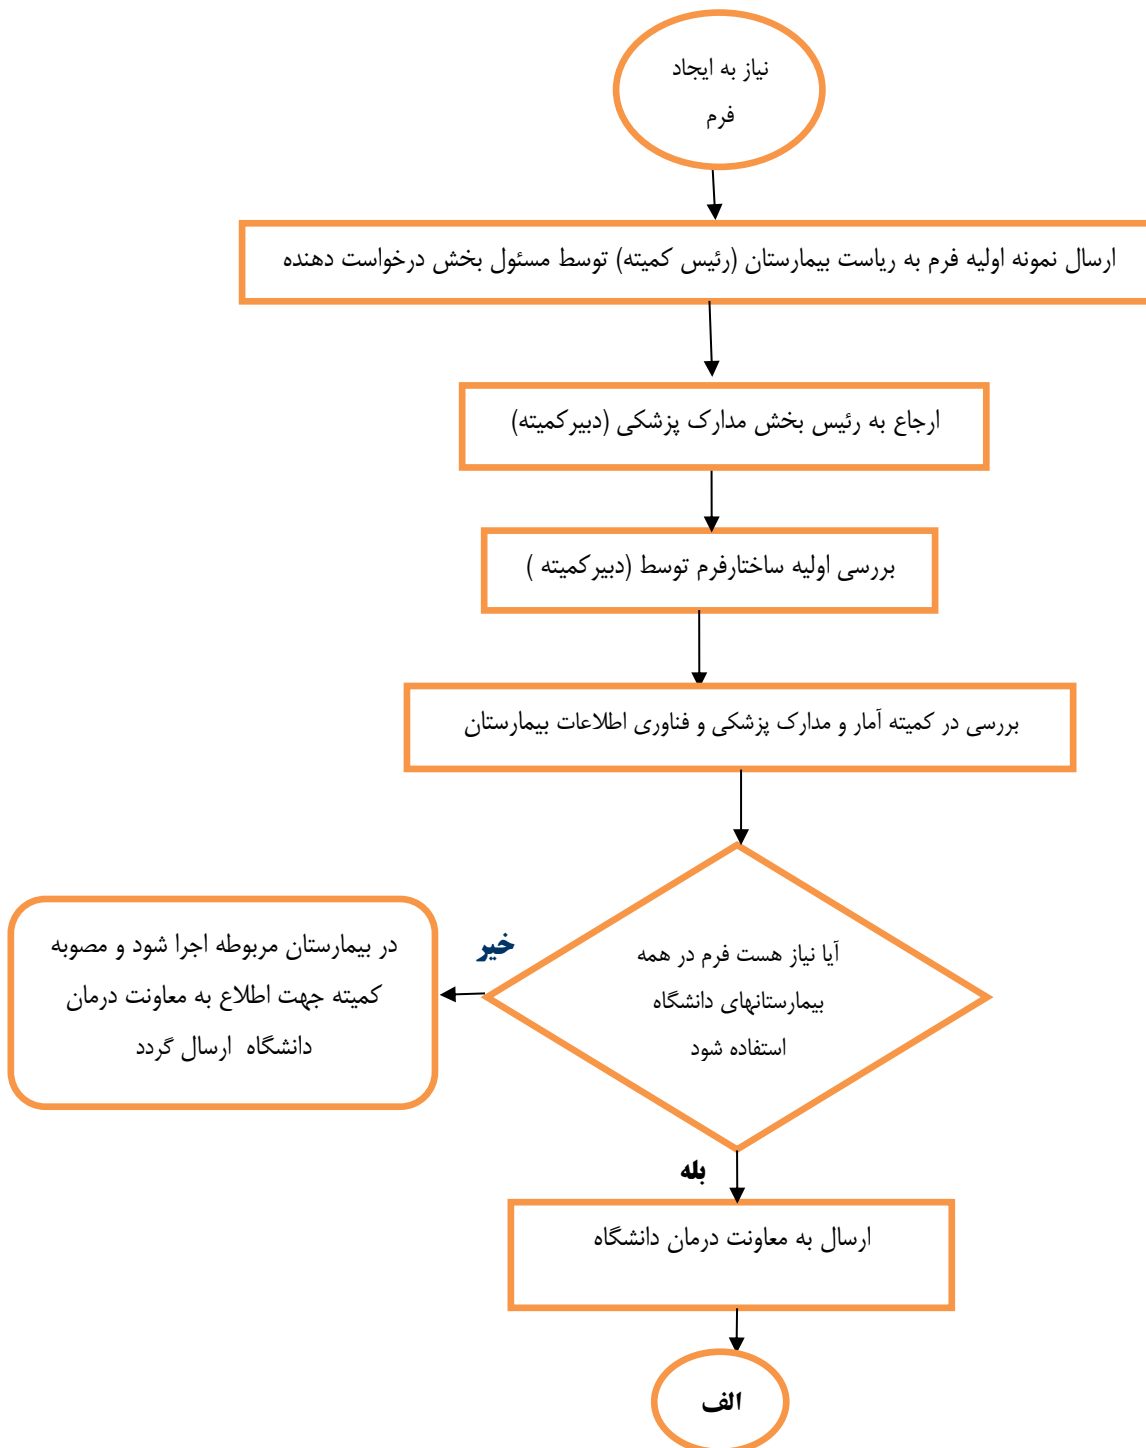 نیاز به ایجاد
فرم
ارسال نمونه اولیه فرم به ریاست بیمارستان (رئیس کمیته) توسط مسئول بخش درخواست دهنده
ارجاع به رئیس بخش مدارک پزشکی (دبیرکمیته)
بررسی اولیه ساختارفرم توسط (دبیرکمیته )
بررسی در کمیته آمار و مدارک پزشکی و فناوری اطلاعات بیمارستان
آیا نیاز هست فرم در همه
بیمارستانهای دانشگاه
استفاده شود
خیر
در بیمارستان مربوطه اجرا شود و مصوبه
کمیته جهت اطلاع به معاونت درمان
دانشگاه ارسال گردد
بله
ارسال به معاونت درمان دانشگاه
الف